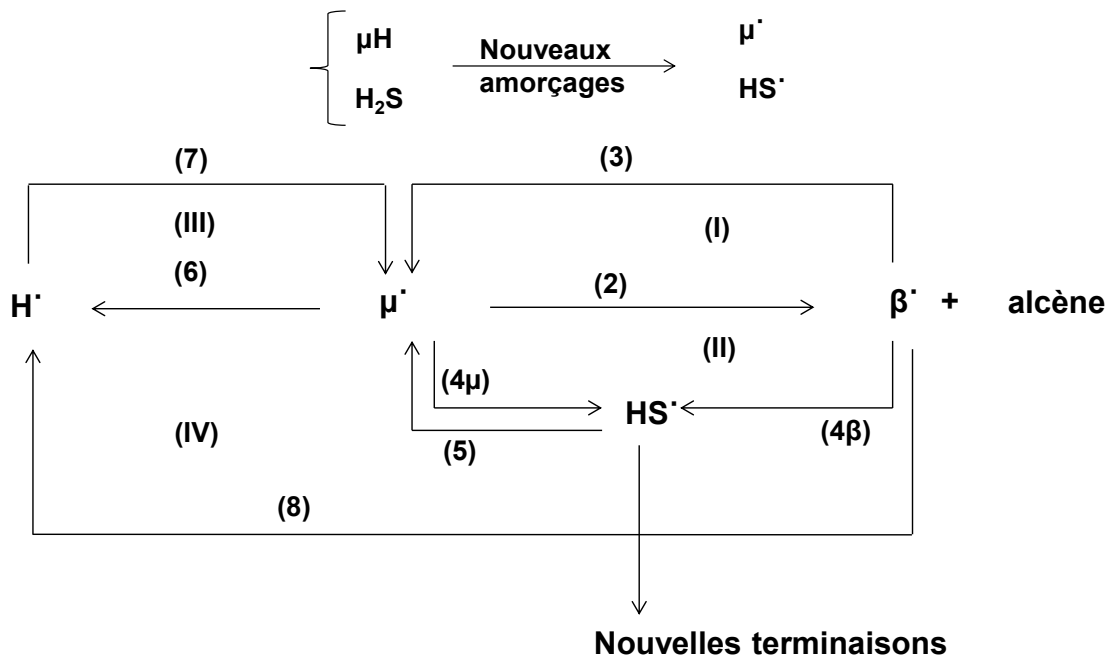 µH
Nouveaux
amorçages
µ˙
H₂S
HS˙
(7)
(3)
(III)
(I)
(6)
(2)
H˙
µ˙
β˙ + alcène
(II)
(4µ)
HS˙
(IV)
(5)
(4β)
(8)
Nouvelles terminaisons